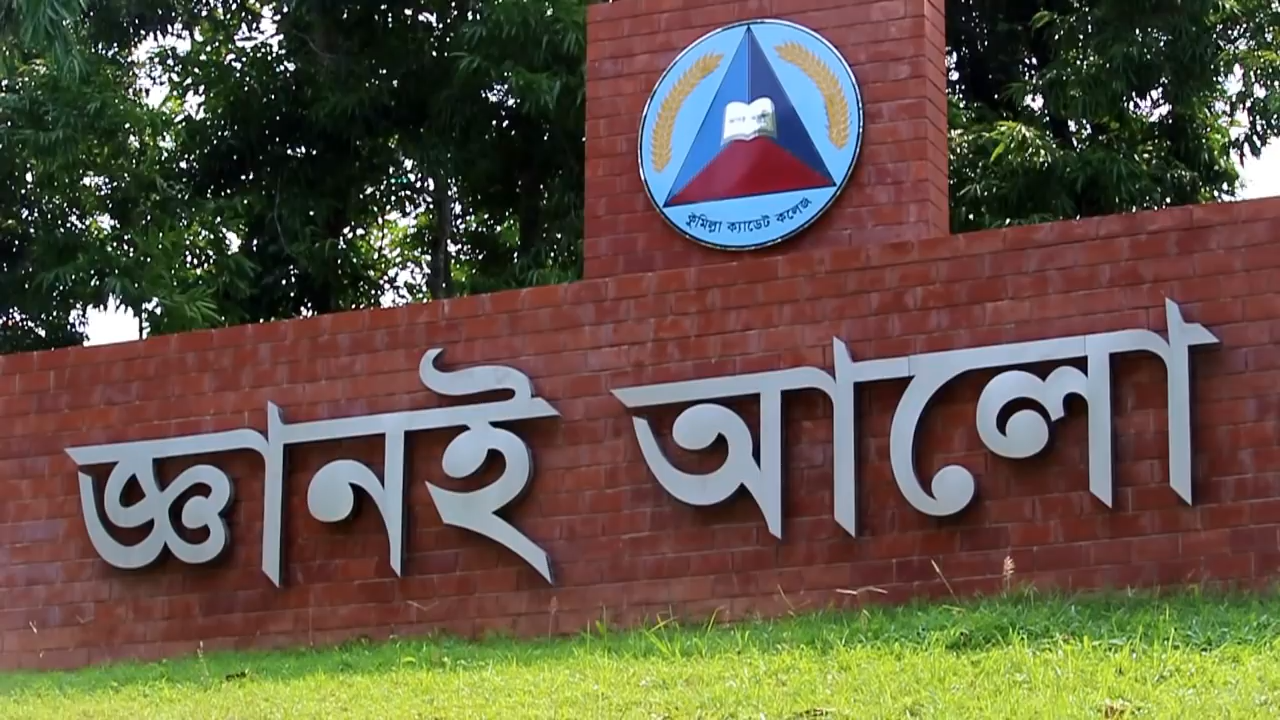 কুমিল্লা ক্যাডেট কলেজ
জ্ঞানই আলো